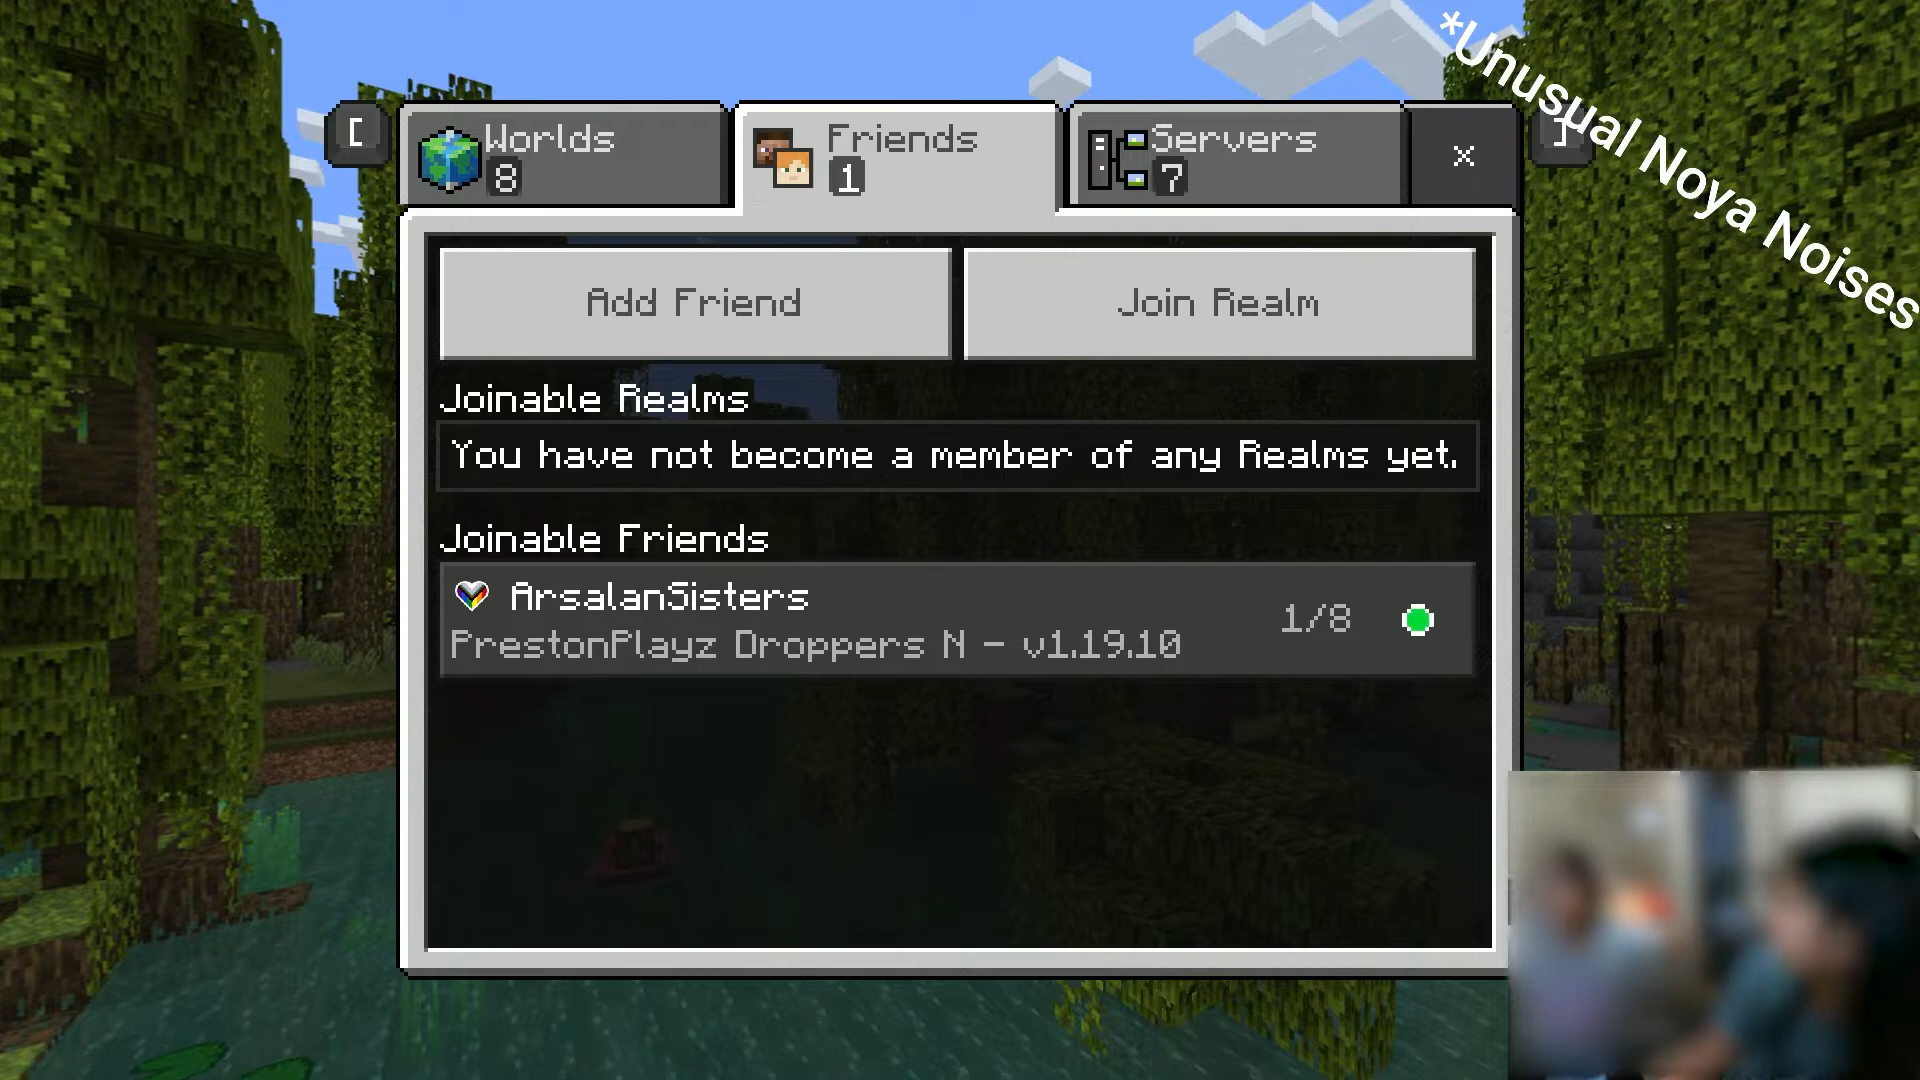 *Unusual Noya Noises
[
Worlds
8
Friends
1
Servers
7
x
]
Add Friend
Join Realm
Joinable Realms
You have not become a member of any Realms yet.
Joinable Friends
ArsalanSisters
PrestonPlayz Droppers N - v1.19.10
1/8